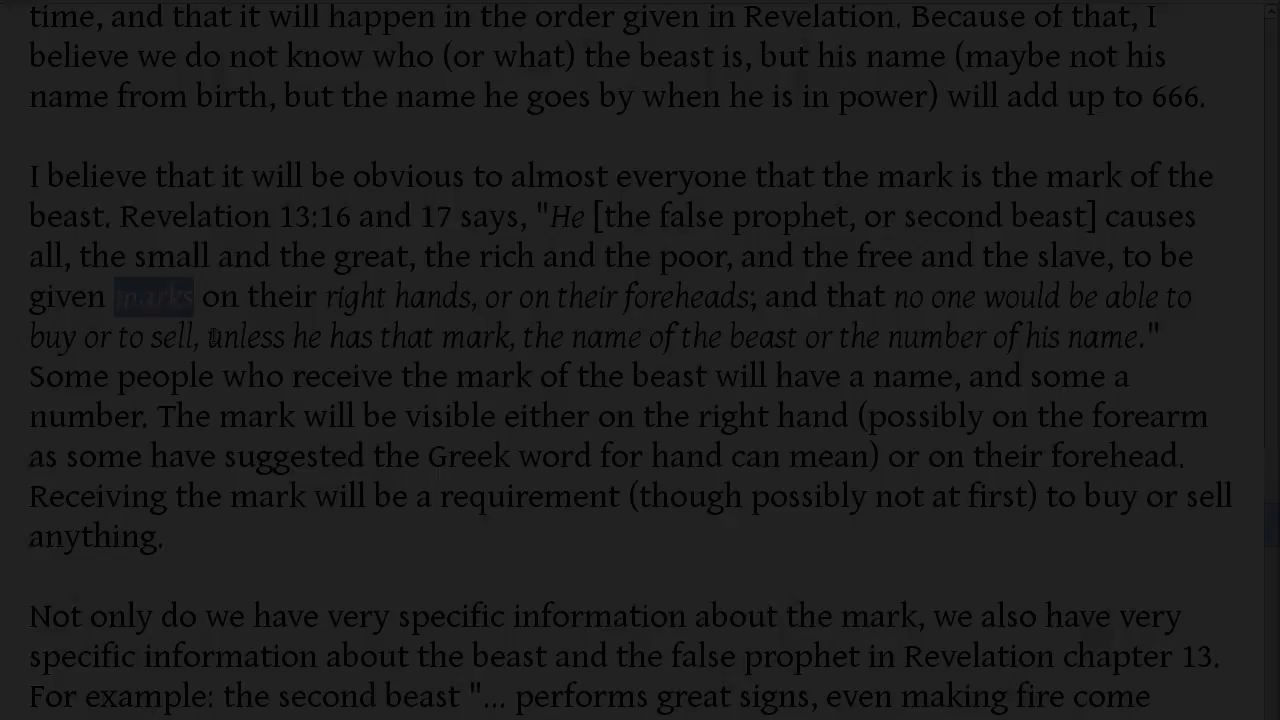 time, and that it will happen in the order given in Revelation. Because of that, I
believe we do not know who (or what) the beast is, but his name (maybe not his
name from birth, but the name he goes by when he is in power) will add up to 666.
I believe that it will be obvious to almost everyone that the mark is the mark of the
beast. Revelation 13:16 and 17 says, "He [the false prophet, or second beast] causes
all, the small and the great, the rich and the poor, and the free and the slave, to be
given marks on their right hands, or on their foreheads; and that no one would be able to
buy or to sell, unless he has that mark, the name of the beast or the number of his name."
Some people who receive the mark of the beast will have a name, and some a
number. The mark will be visible either on the right hand (possibly on the forearm
as some have suggested the Greek word for hand can mean) or on their forehead.
Receiving the mark will be a requirement (though possibly not at first) to buy or sell
anything.
Not only do we have very specific information about the mark, we also have very
specific information about the beast and the false prophet in Revelation chapter 13.
For example: the second beast "... performs great signs, even making fire come